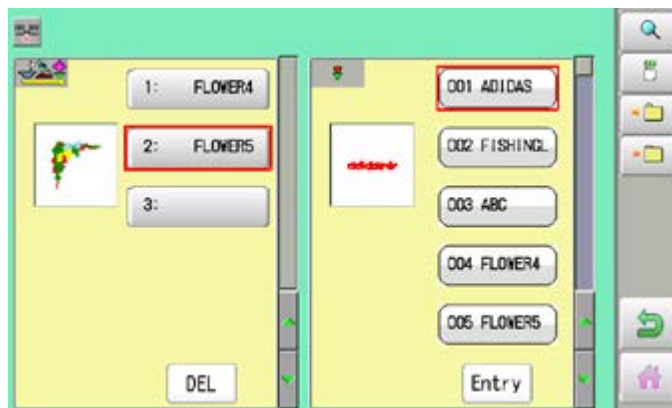 1: FLOWER4
2: FLOWER5
3:
DEL
001 ADIDAS
002 FISHINGL
003 ABC
004 FLOWER4
005 FLOWER5
Entry